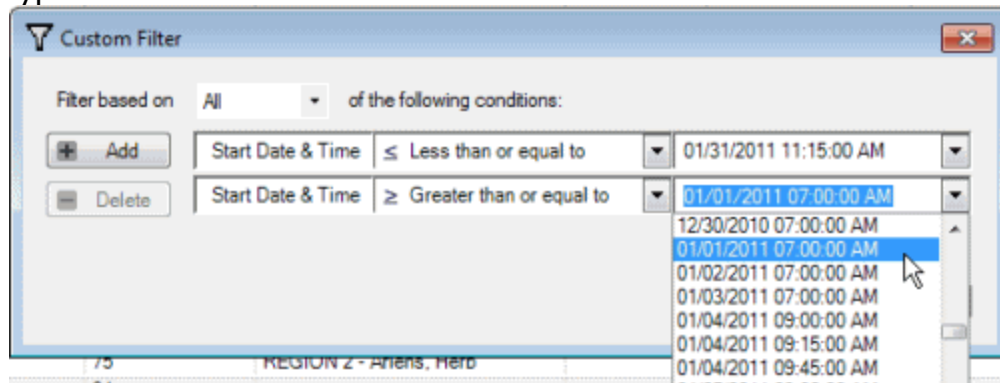 Custom Filter
Filter based on All of the following conditions:
Add Start Date & Time ≤ Less than or equal to 01/31/2011 11:15:00 AM
Delete Start Date & Time ≥ Greater than or equal to 01/01/2011 07:00:00 AM
12/30/2010 07:00:00 AM
01/01/2011 07:00:00 AM
01/02/2011 07:00:00 AM
01/03/2011 07:00:00 AM
01/04/2011 09:00:00 AM
01/04/2011 09:15:00 AM
75 REGION 2 - Ariens, Herb
01/04/2011 09:45:00 AM